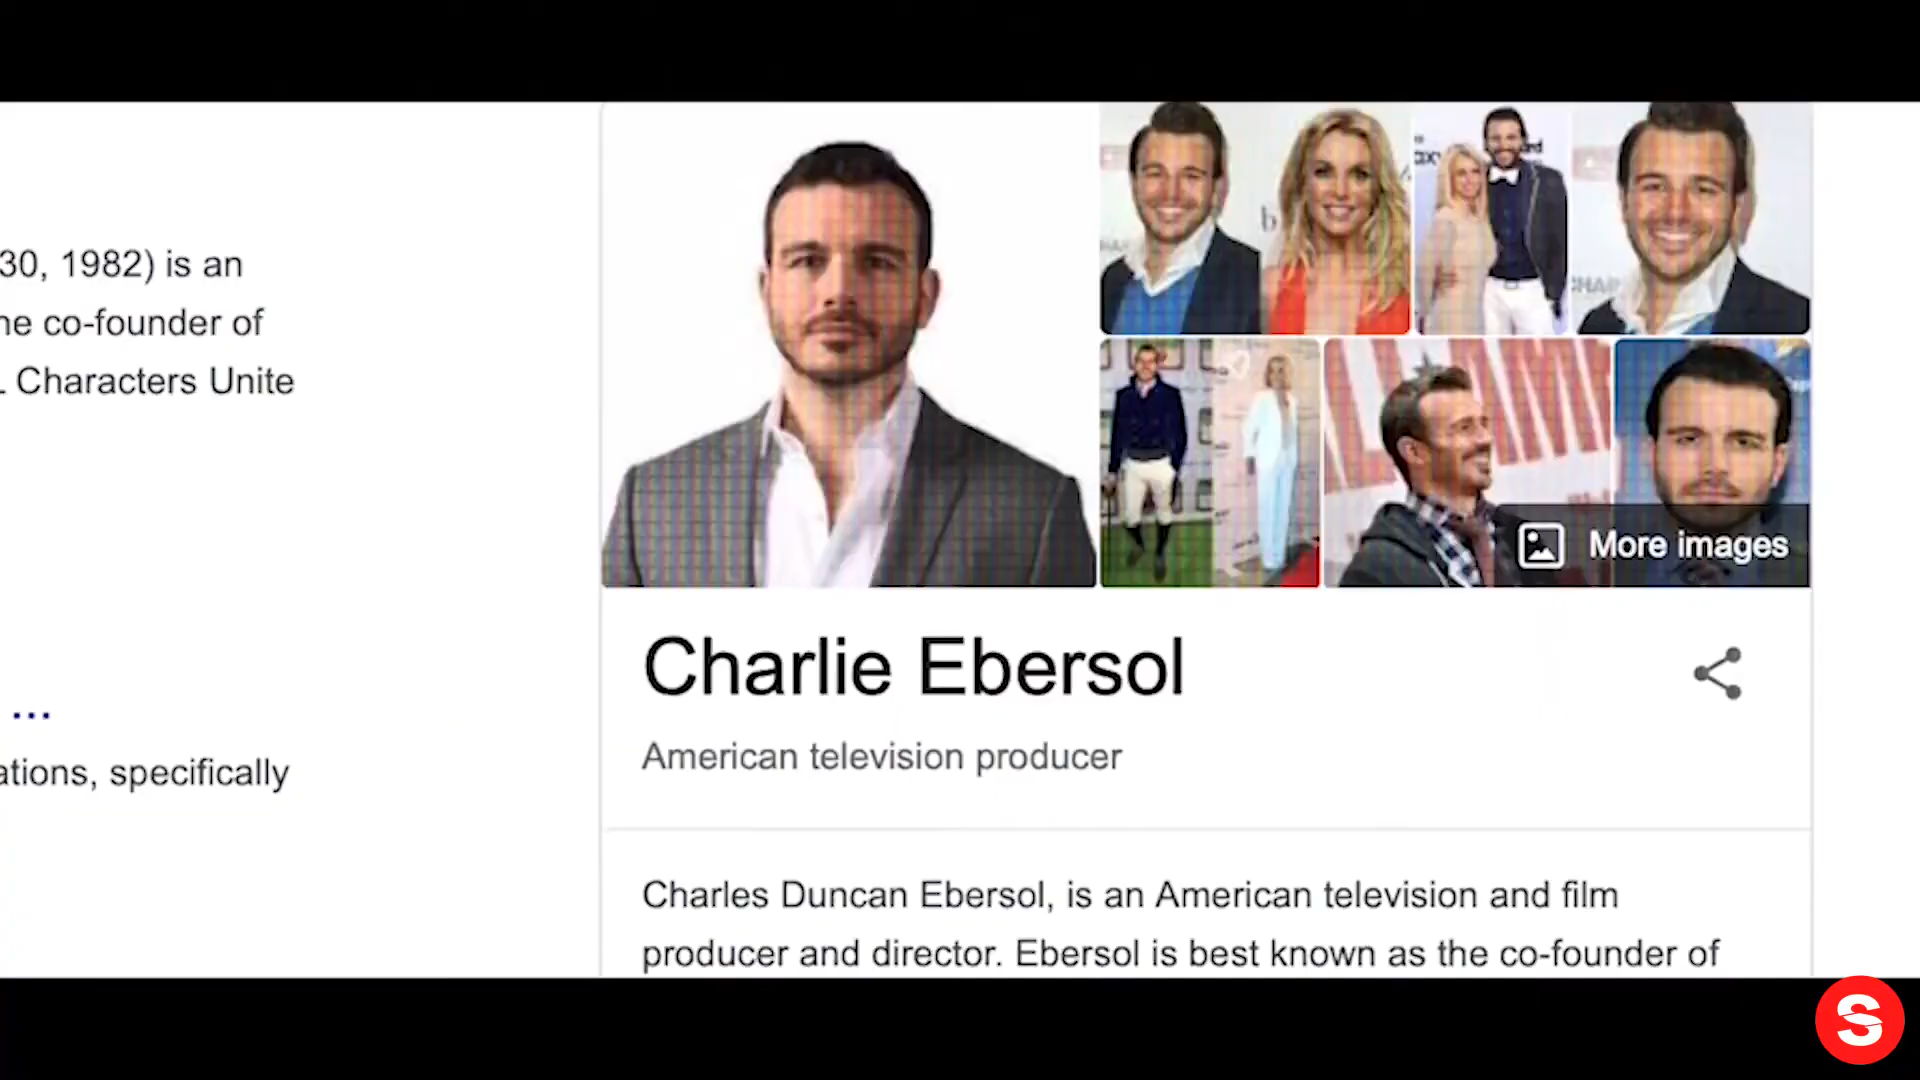 30, 1982) is an
he co-founder of
Characters Unite
...
ations, specifically
More images
Charlie Ebersol
American television producer
Charles Duncan Ebersol, is an American television and film
producer and director. Ebersol is best known as the co-founder of
S